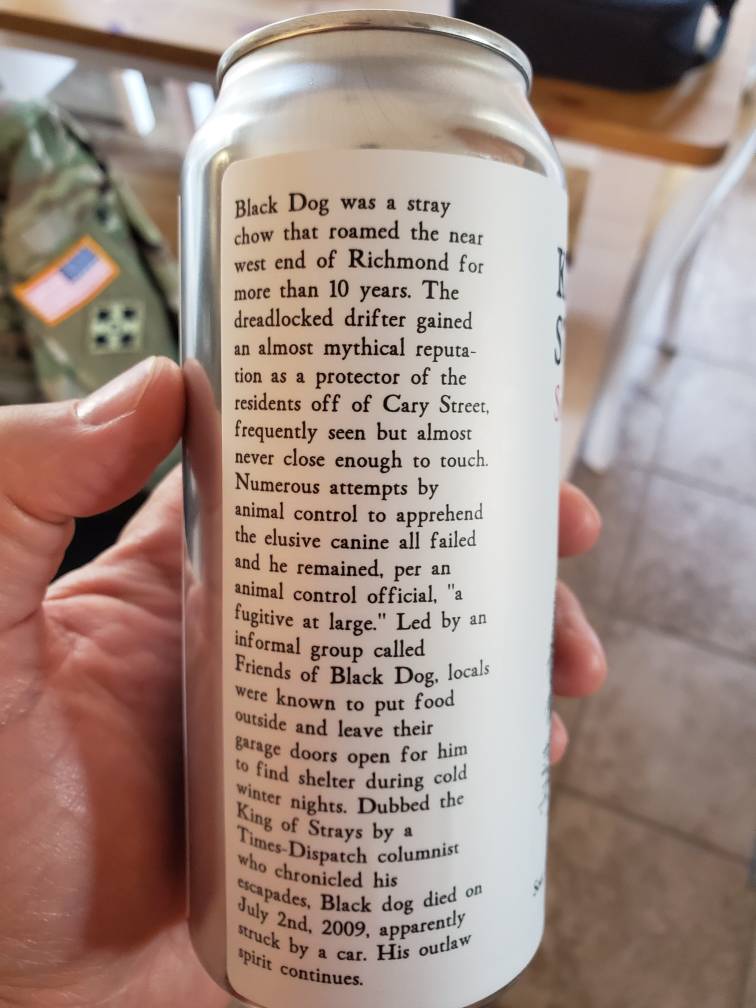 Black Dog was a stray
chow that roamed the near
west end of Richmond for
more than 10 years. The
dreadlocked drifter gained
an almost mythical reputa-
tion as a protector of the
residents off of Cary Street,
frequently seen but almost
never close enough to touch.
Numerous attempts by
animal control to apprehend
the elusive canine all failed
and he remained, per an
animal control official, "a
fugitive at large." Led by an
informal group called
Friends of Black Dog, locals
were known to put food
outside and leave their
garage doors open for him
to find shelter during cold
winter nights. Dubbed the
King of Strays by a
Times-Dispatch columnist
who chronicled his
escapades, Black dog died on
July 2nd, 2009, apparently
struck by a car. His outlaw
spirit continues.